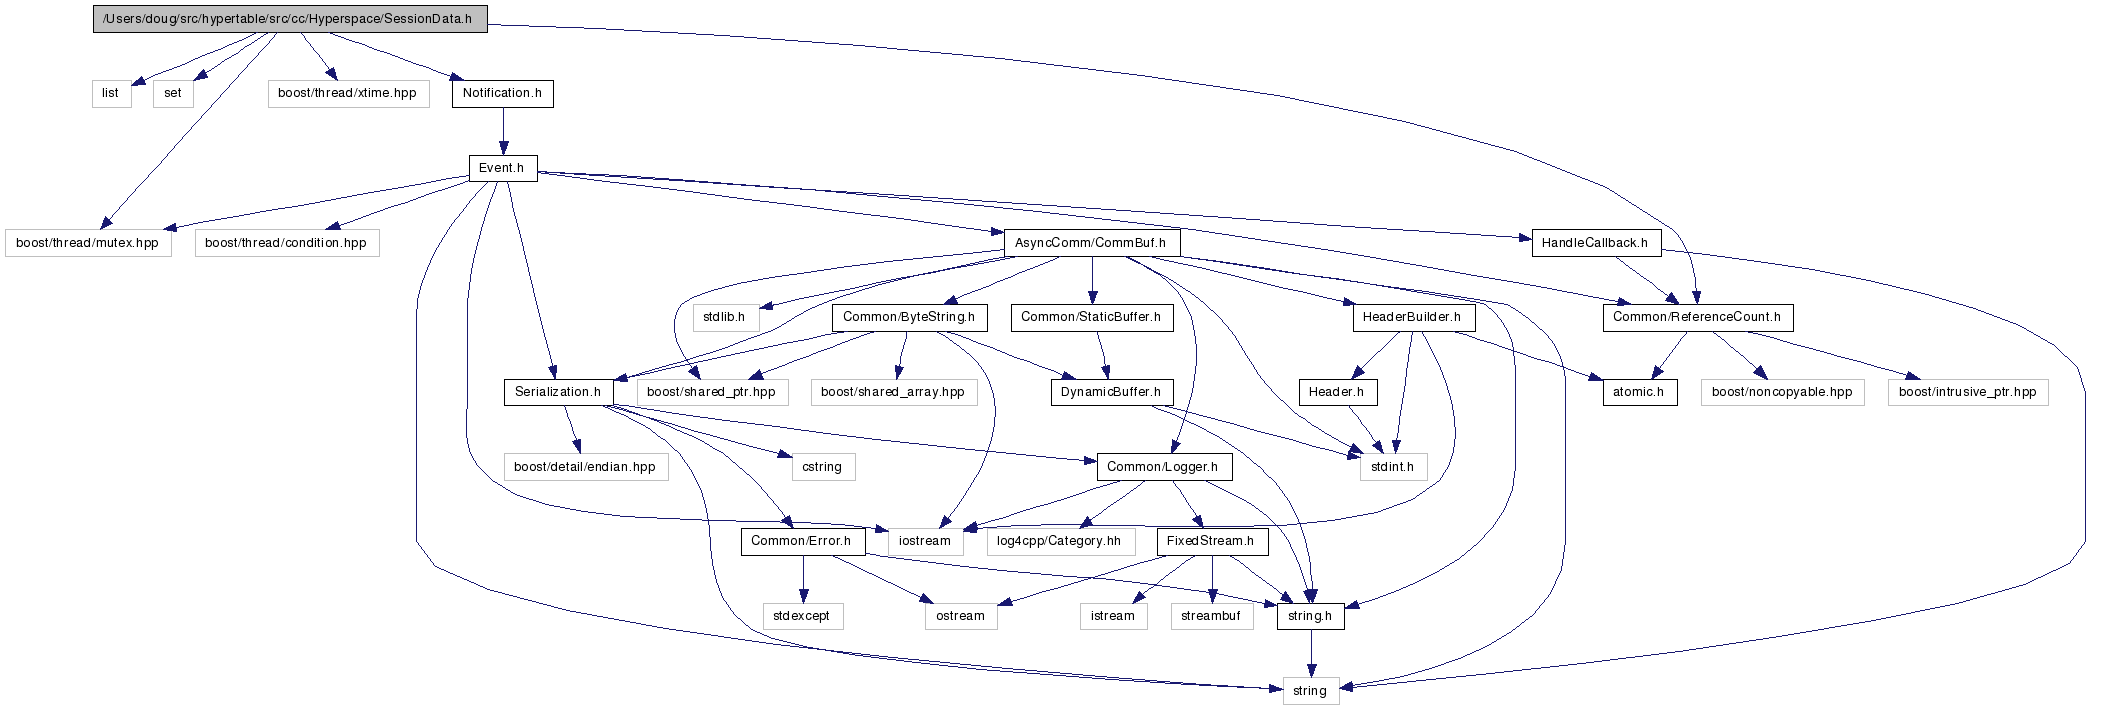 /Users/doug/src/hypertable/src/cc/Hyperspace/SessionData.h
list
set
boost/thread/xtime.hpp
Notification.h
Event.h
boost/thread/mutex.hpp
boost/thread/condition.hpp
AsyncComm/CommBuf.h
HandleCallback.h
stdlib.h
Common/ByteString.h
Common/StaticBuffer.h
HeaderBuilder.h
Common/ReferenceCount.h
Serialization.h
boost/shared_ptr.hpp
boost/shared_array.hpp
DynamicBuffer.h
Header.h
atomic.h
boost/noncopyable.hpp
boost/intrusive_ptr.hpp
boost/detail/endian.hpp
cstring
Common/Logger.h
stdint.h
Common/Error.h
iostream
log4cpp/Category.hh
FixedStream.h
stdexcept
ostream
istream
streambuf
string.h
string